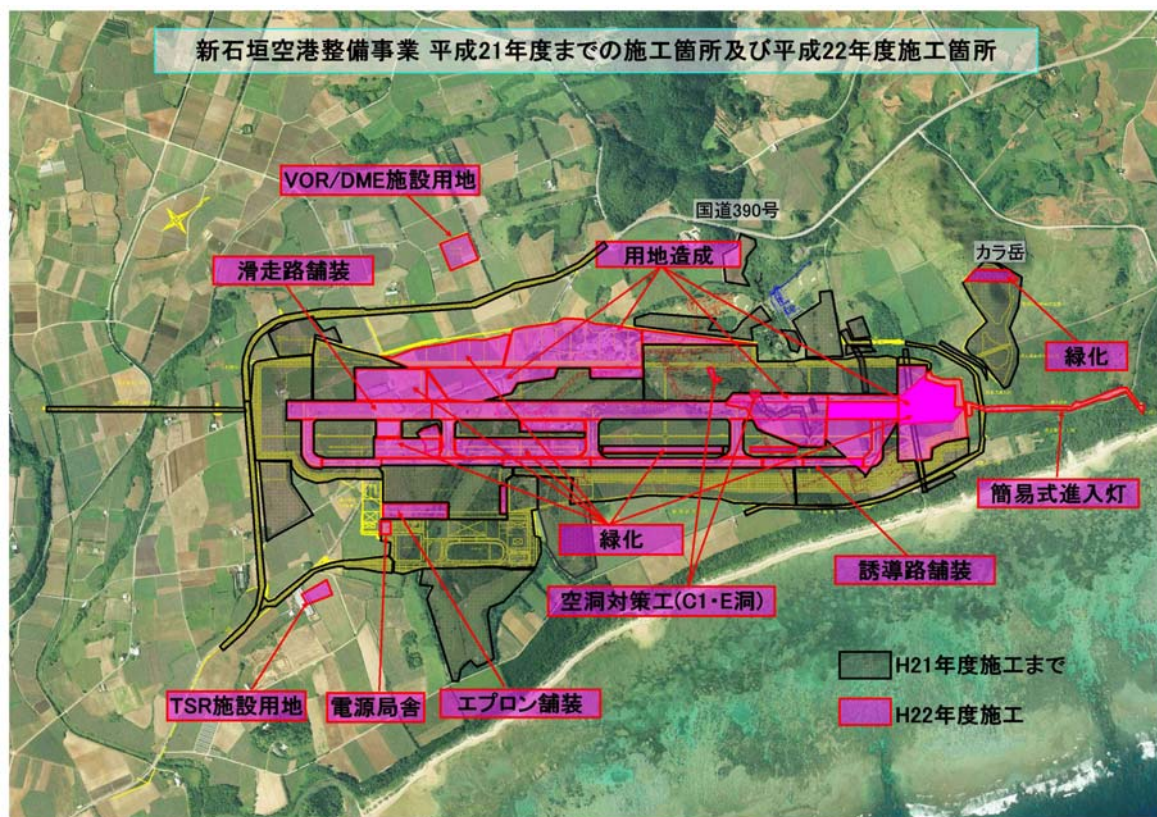 新石垣空港整備事業 平成21年度までの施工箇所及び平成22年度施工箇所
VOR/DME施設用地
国道390号
滑走路舗装
用地造成
カラ岳
緑化
簡易式進入灯
緑化
誘導路舗装
空洞対策工(C1・E洞)
H21年度施工まで
TSR施設用地
電源局舎
エプロン舗装
H22年度施工